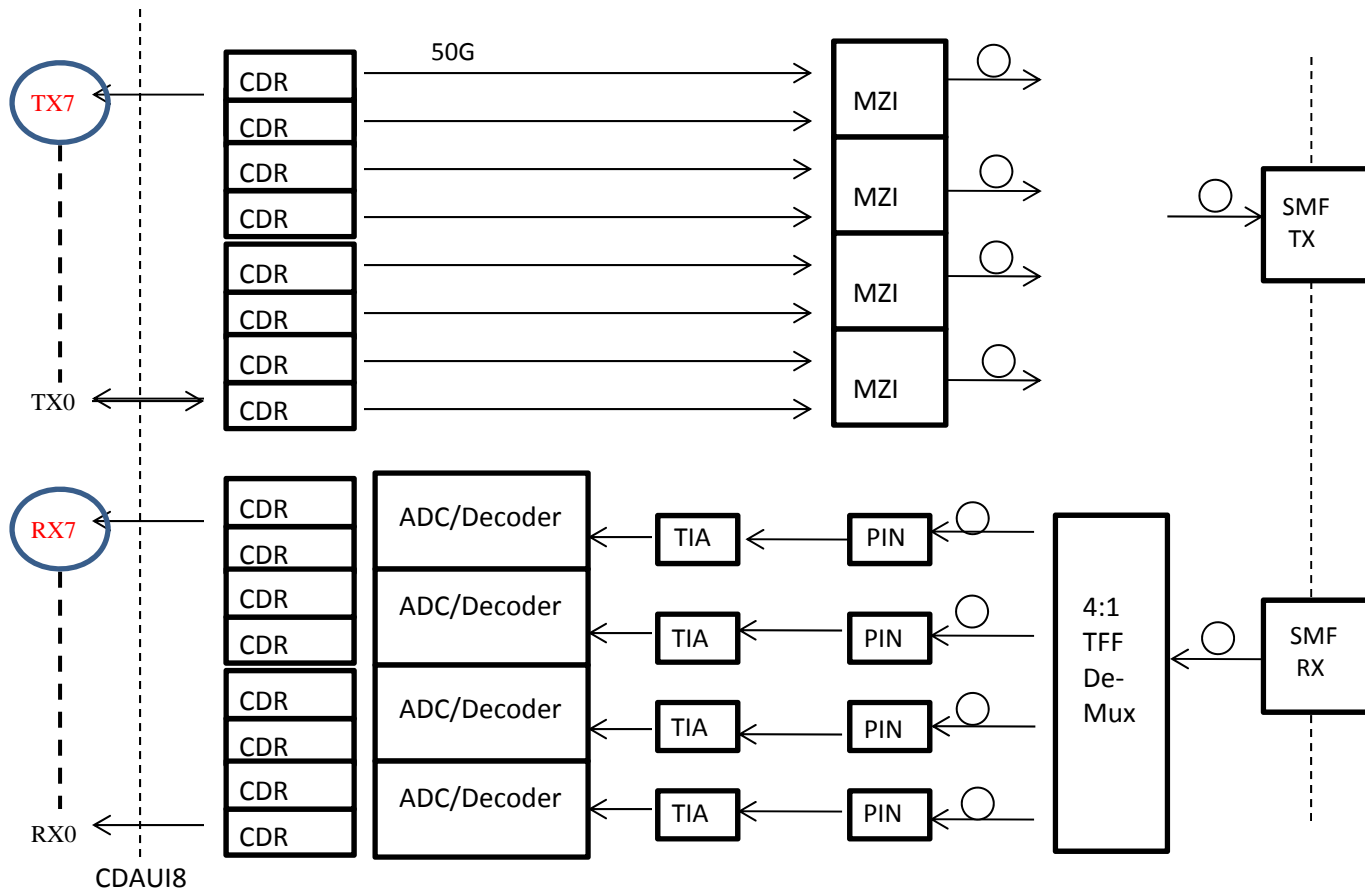 50G
TX7
CDR
CDR
CDR
CDR
CDR
CDR
CDR
CDR
TX0
MZI
MZI
MZI
MZI
SMF
TX
RX7
CDR
CDR
CDR
CDR
CDR
CDR
CDR
CDR
RX0
CDAUI8
ADC/Decoder
ADC/Decoder
ADC/Decoder
ADC/Decoder
TIA
TIA
TIA
TIA
PIN
PIN
PIN
PIN
4:1
TFF
De-
Mux
SMF
RX